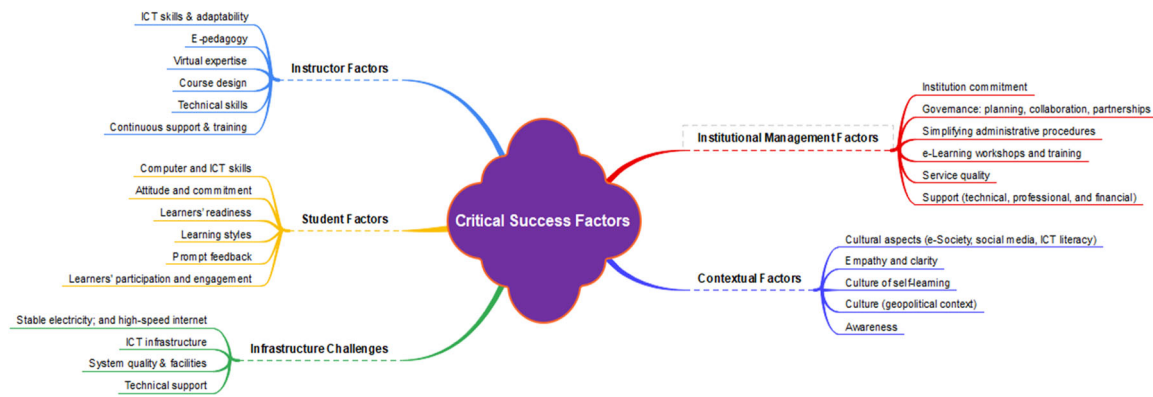 ICT skills & adaptability
E-pedagogy
Virtual expertise
Course design
Technical skills
Continuous support & training
Instructor Factors
Computer and ICT skills
Attitude and commitment
Learners' readiness
Learning styles
Prompt feedback
Learners' participation and engagement
Student Factors
Stable electricity; and high-speed internet
ICT infrastructure
System quality & facilities
Technical support
Infrastructure Challenges
Critical Success Factors
Institutional Management Factors
Institution commitment
Governance: planning, collaboration, partnerships
Simplifying administrative procedures
e-Learning workshops and training
Service quality
Support (technical, professional, and financial)
Contextual Factors
Cultural aspects (e-Society, social media, ICT literacy)
Empathy and clarity
Culture of self-learning
Culture (geopolitical context)
Awareness